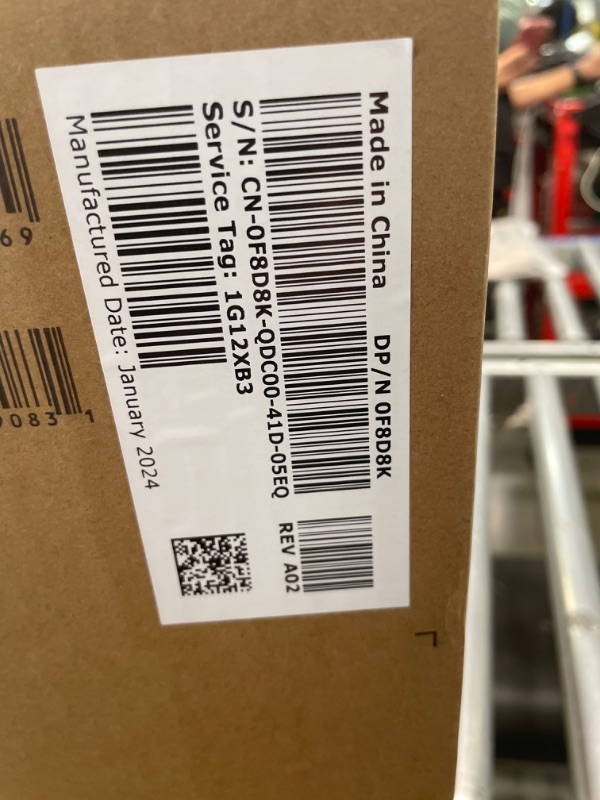 Made in China DP/N 0F8D8K
S/N: CN-0F8D8K-QDC00-41D-05EQ
REV A02
Service Tag: 1G12XB3
Manufactured Date: January 2024
69
9083 1